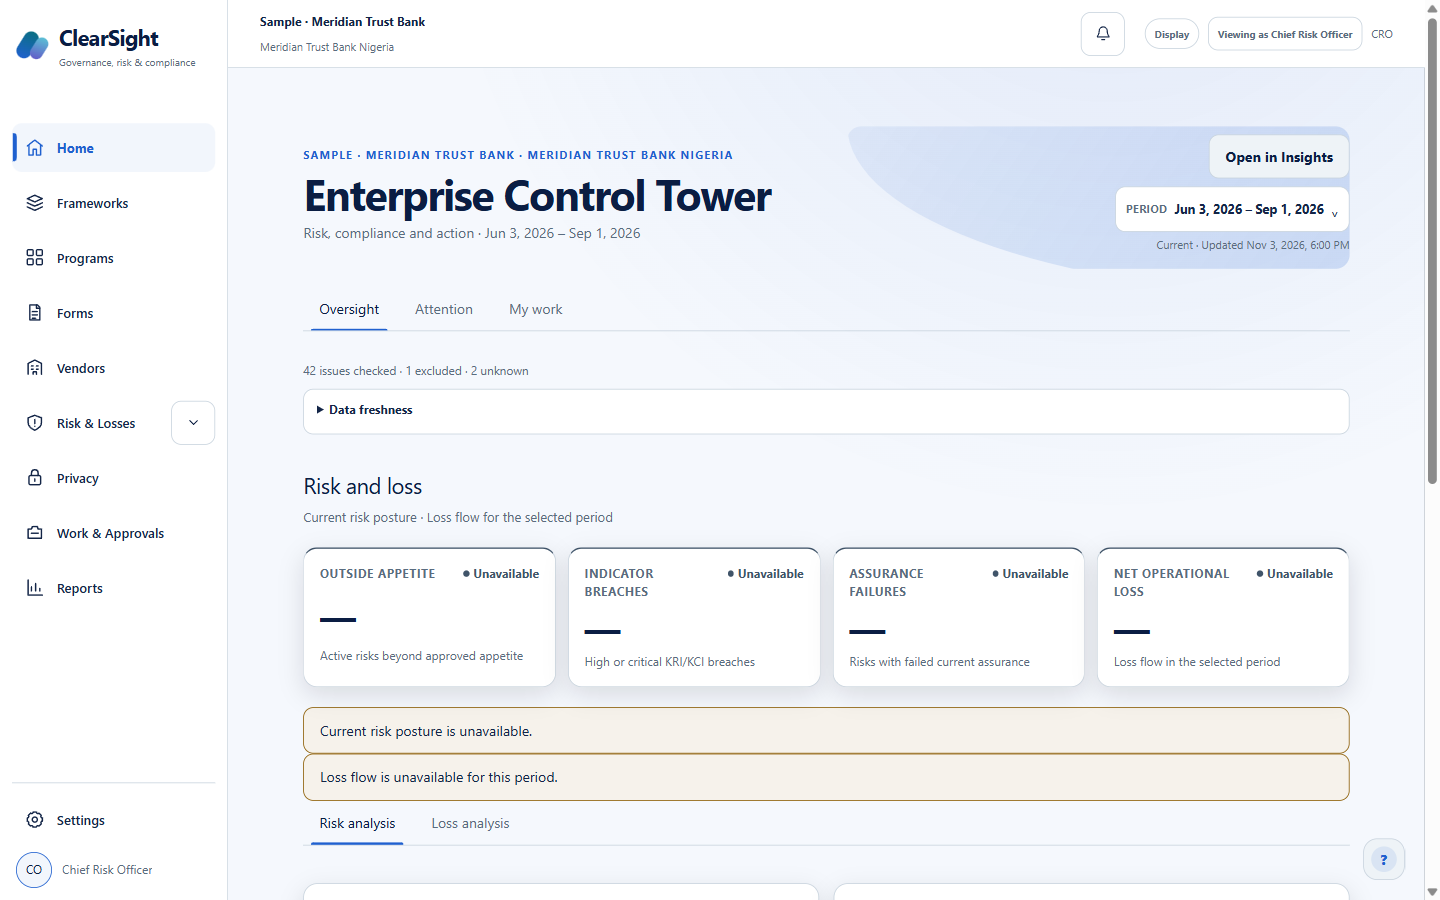 ClearSight
Governance, risk & compliance
Sample · Meridian Trust Bank
Meridian Trust Bank Nigeria
Display
Viewing as Chief Risk Officer
CRO
Home
Frameworks
Programs
Forms
Vendors
Risk & Losses
Privacy
Work & Approvals
Reports
Settings
CO
Chief Risk Officer
SAMPLE · MERIDIAN TRUST BANK · MERIDIAN TRUST BANK NIGERIA
Enterprise Control Tower
Risk, compliance and action · Jun 3, 2026 – Sep 1, 2026
Open in Insights
PERIOD Jun 3, 2026 – Sep 1, 2026 v
Current · Updated Nov 3, 2026, 6:00 PM
Oversight
Attention
My work
42 issues checked · 1 excluded · 2 unknown
Data freshness
Risk and loss
Current risk posture · Loss flow for the selected period
OUTSIDE APPETITE
Unavailable
—
Active risks beyond approved appetite
INDICATOR
BREACHES
Unavailable
—
High or critical KRI/KCI breaches
ASSURANCE
FAILURES
Unavailable
—
Risks with failed current assurance
NET OPERATIONAL
LOSS
Unavailable
—
Loss flow in the selected period
Current risk posture is unavailable.
Loss flow is unavailable for this period.
Risk analysis
Loss analysis
?